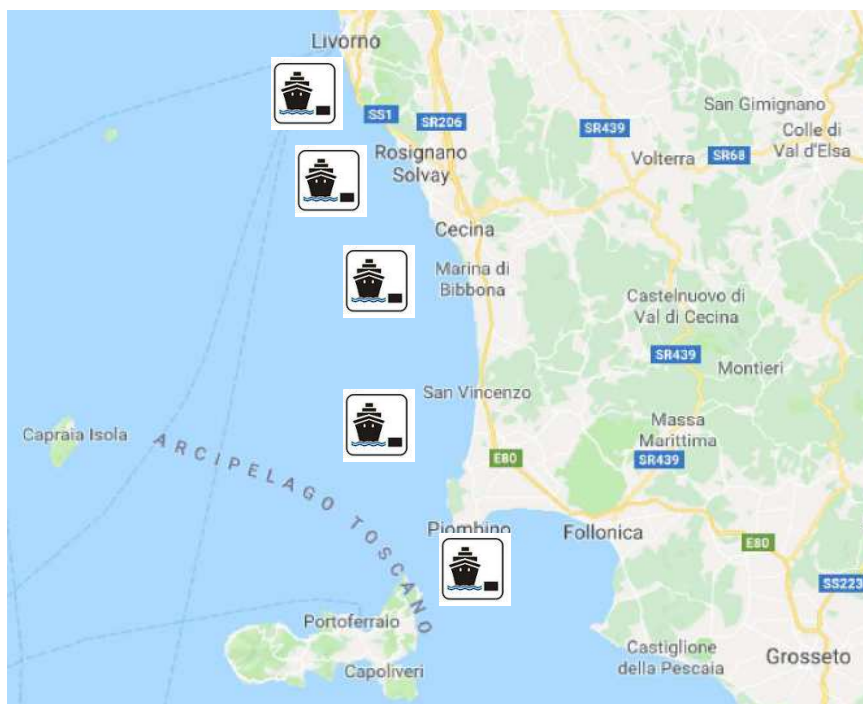 Livorno
SS1
SR206
SR439
San Gimignano
Colle di
Val d'Elsa
Volterra
SR68
Rosignano
Solvay
Cecina
Marina di
Bibbona
Castelnuovo di
Val di Cecina
SR439
Montieri
San Vincenzo
Massa
Marittima
Capraia Isola
ARCIPELAGO TOSCANO
E80
SR439
Piombino
Follonica
E80
SS223
Portoferraio
Capoliveri
Castiglione
della Pescaia
Grosseto